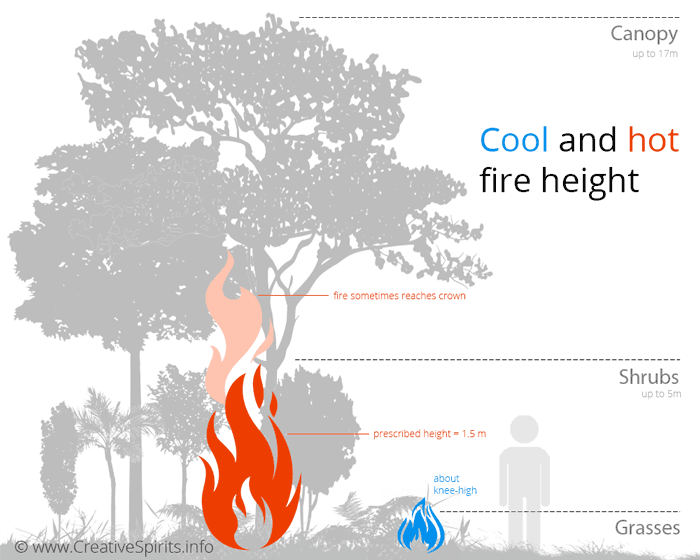 Canopy
up to 17m
Cool and hot
fire height
fire sometimes reaches crown
Shrubs
up to 5m
prescribed height = 1.5 m
about
knee-high
Grasses
© www.CreativeSpirits.info